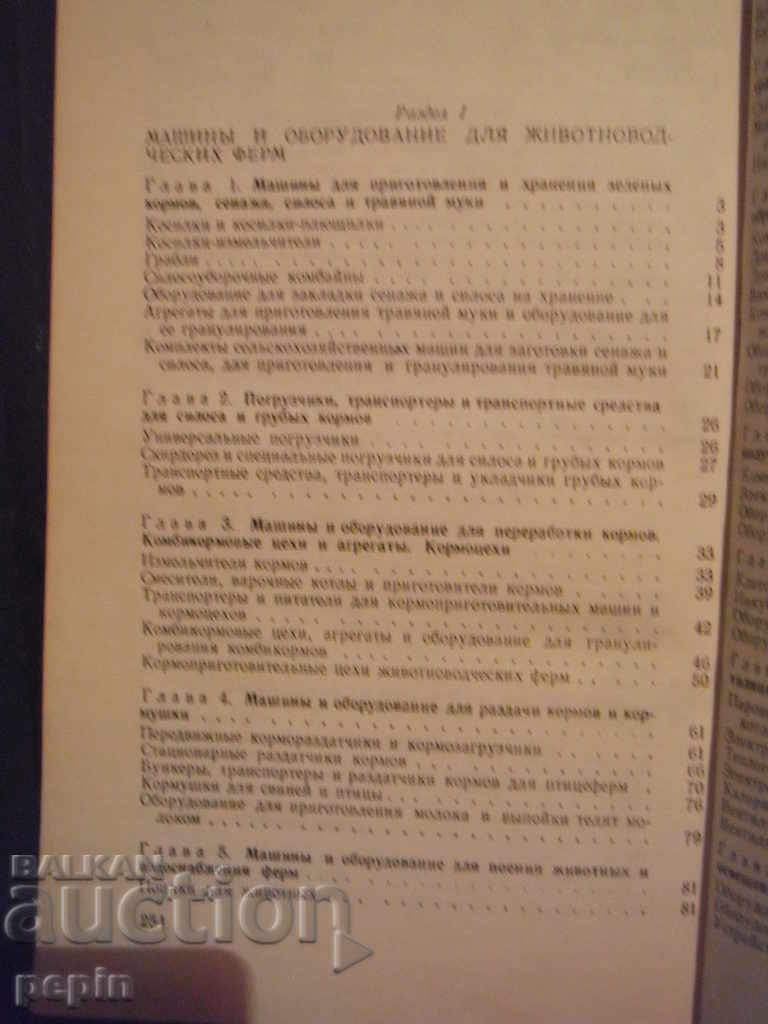 Раздел 1
МАШИНЫ И ОБОРУДОВАНИЕ ДЛЯ ЖИВОТНОВОД-
ЧЕСКИХ ФЕРМ
Глава 1. Машины для приготовления и хранения зеленых
кормов, сенажа, силоса и травяной муки 3
Косилки и косилки-плющилки 3
Косилки-измельчители 5
Грабли 8
Силосоуборочные комбайны 11
Оборудование для закладки сенажа и силоса на хранение 14
Агрегаты для приготовления травяной муки и оборудование для
ее гранулирования 17
Комплекты сельскохозяйственных машин для заготовки сенажа и
силоса, для приготовления и гранулирования травяной муки 21
Глава 2. Погрузчики, транспортеры и транспортные средства
для силоса и грубых кормов 26
Универсальные погрузчики 26
Скирдорез и специальные погрузчики для силоса и грубых кормов 27
Транспортные средства, транспортеры и укладчики грубых кор-
мов 29
Глава 3. Машины и оборудование для переработки кормов.
Комбикормовые цехи и агрегаты. Кормоцехи 33
Измельчители кормов 33
Смесители, варочные котлы и приготовители кормов 39
Транспортеры и питатели для кормоприготовительных машин и
кормоцехов 42
Комбикормовые цехи, агрегаты и оборудование для гранули-
рования комбикормов 46
Кормоприготовительные цехи животноводческих ферм 50
Глава 4. Машины и оборудование для раздачи кормов и кор-
мушки 61
Передвижные кормораздатчики и кормозагрузчики 61
Стационарные раздатчики кормов 66
Бункеры, транспортеры и раздатчики кормов для птицеферм 70
Кормушки для свиней и птицы 76
Оборудование для приготовления молока и выпойки телят мо-
локом 79
Глава 5. Машины и оборудование для поения животных и
водоснабжения ферм 81
Поилки для животных 81
284
BALKAN
auction
pepin